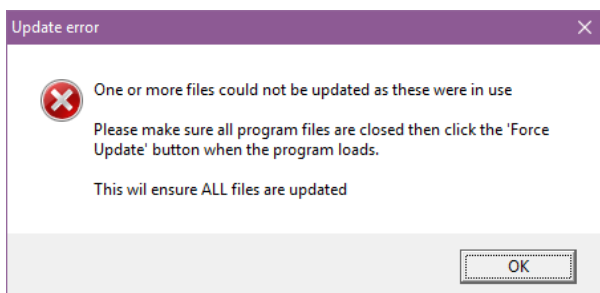 Update error
One or more files could not be updated as these were in use
Please make sure all program files are closed then click the 'Force
Update' button when the program loads.
This wil ensure ALL files are updated
OK